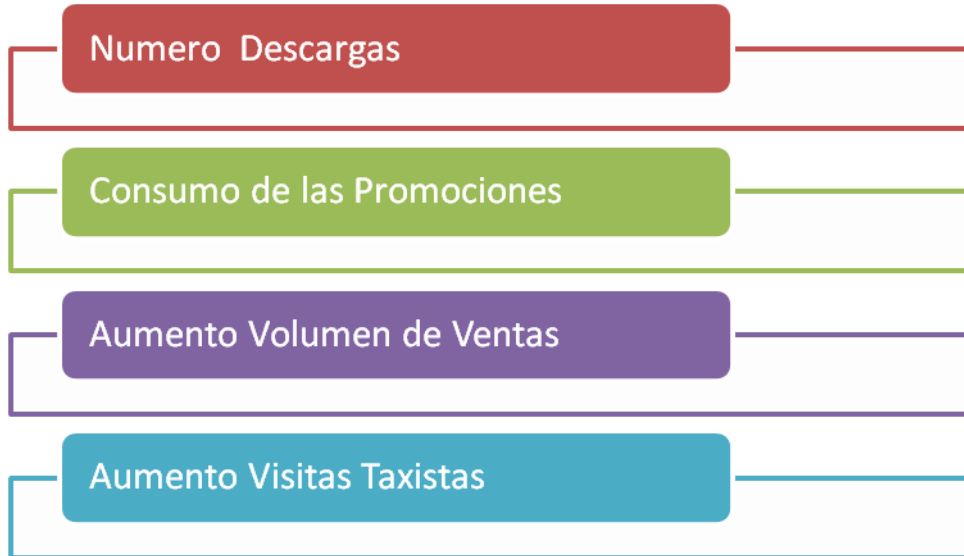 Numero Descargas
Consumo de las Promociones
Aumento Volumen de Ventas
Aumento Visitas Taxistas